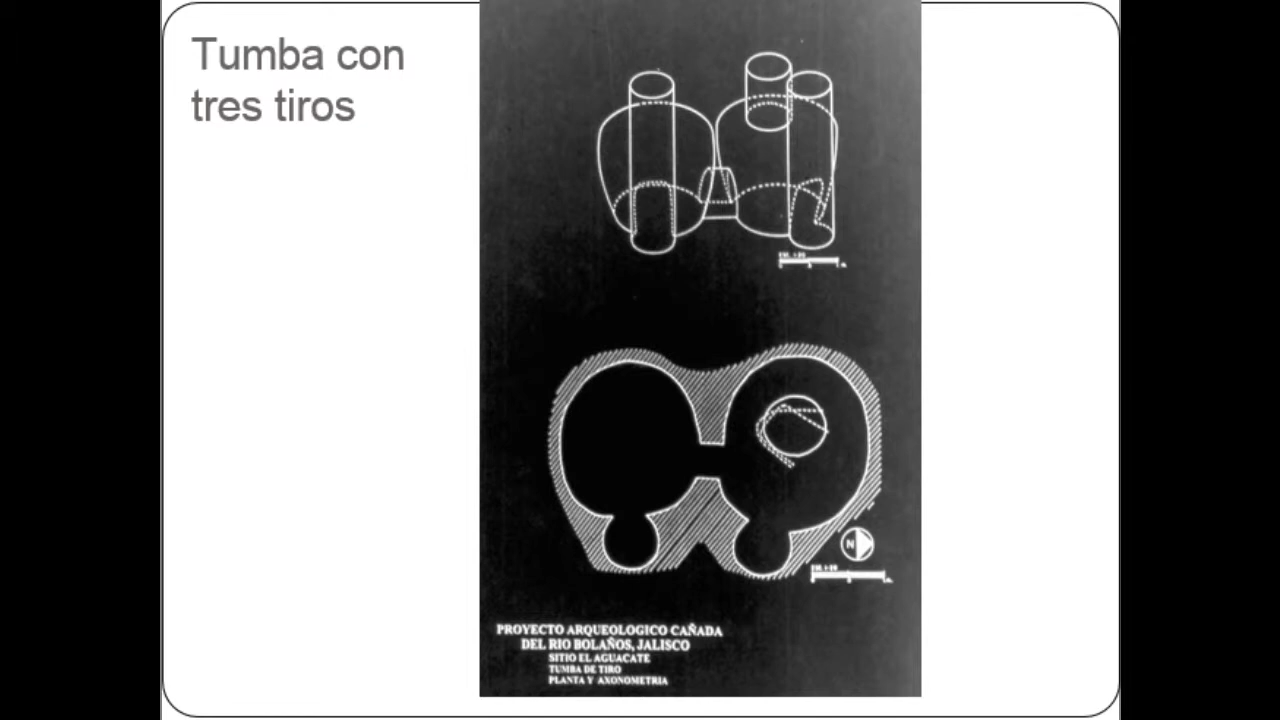 Tumba con
tres tiros
N
PROYECTO ARQUEOLOGICO CAÑADA
DEL RIO BOLAÑOS, JALISCO
SITIO EL AGUACATE
TUMBA DE TIRO
PLANTA Y AXONOMETRIA